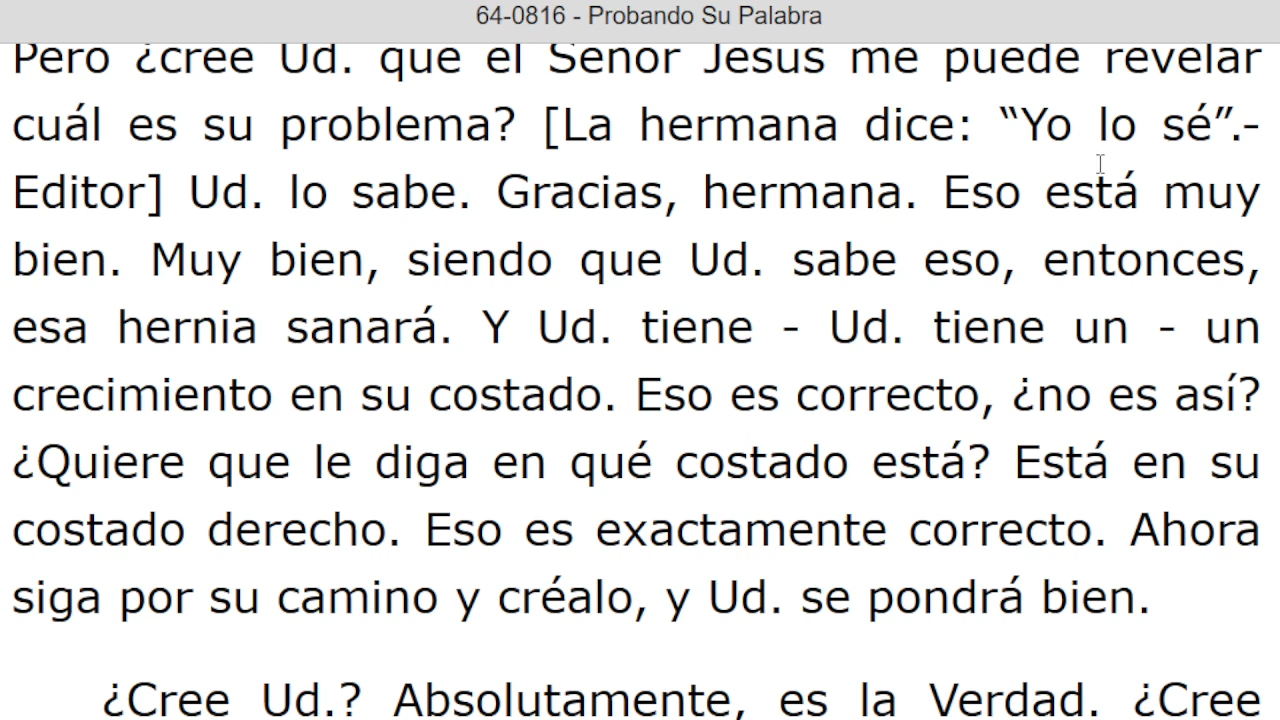 64-0816 - Probando Su Palabra
Pero ¿cree Ud. que el Señor Jesús me puede revelar
cuál es su problema? [La hermana dice: “Yo lo sé”.-
Editor] Ud. lo sabe. Gracias, hermana. Eso está muy
bien. Muy bien, siendo que Ud. sabe eso, entonces,
esa hernia sanará. Y Ud. tiene - Ud. tiene un - un
crecimiento en su costado. Eso es correcto, ¿no es así?
¿Quiere que le diga en qué costado está? Está en su
costado derecho. Eso es exactamente correcto. Ahora
siga por su camino y créalo, y Ud. se pondrá bien.
¿Cree Ud.? Absolutamente, es la Verdad. ¿Cree